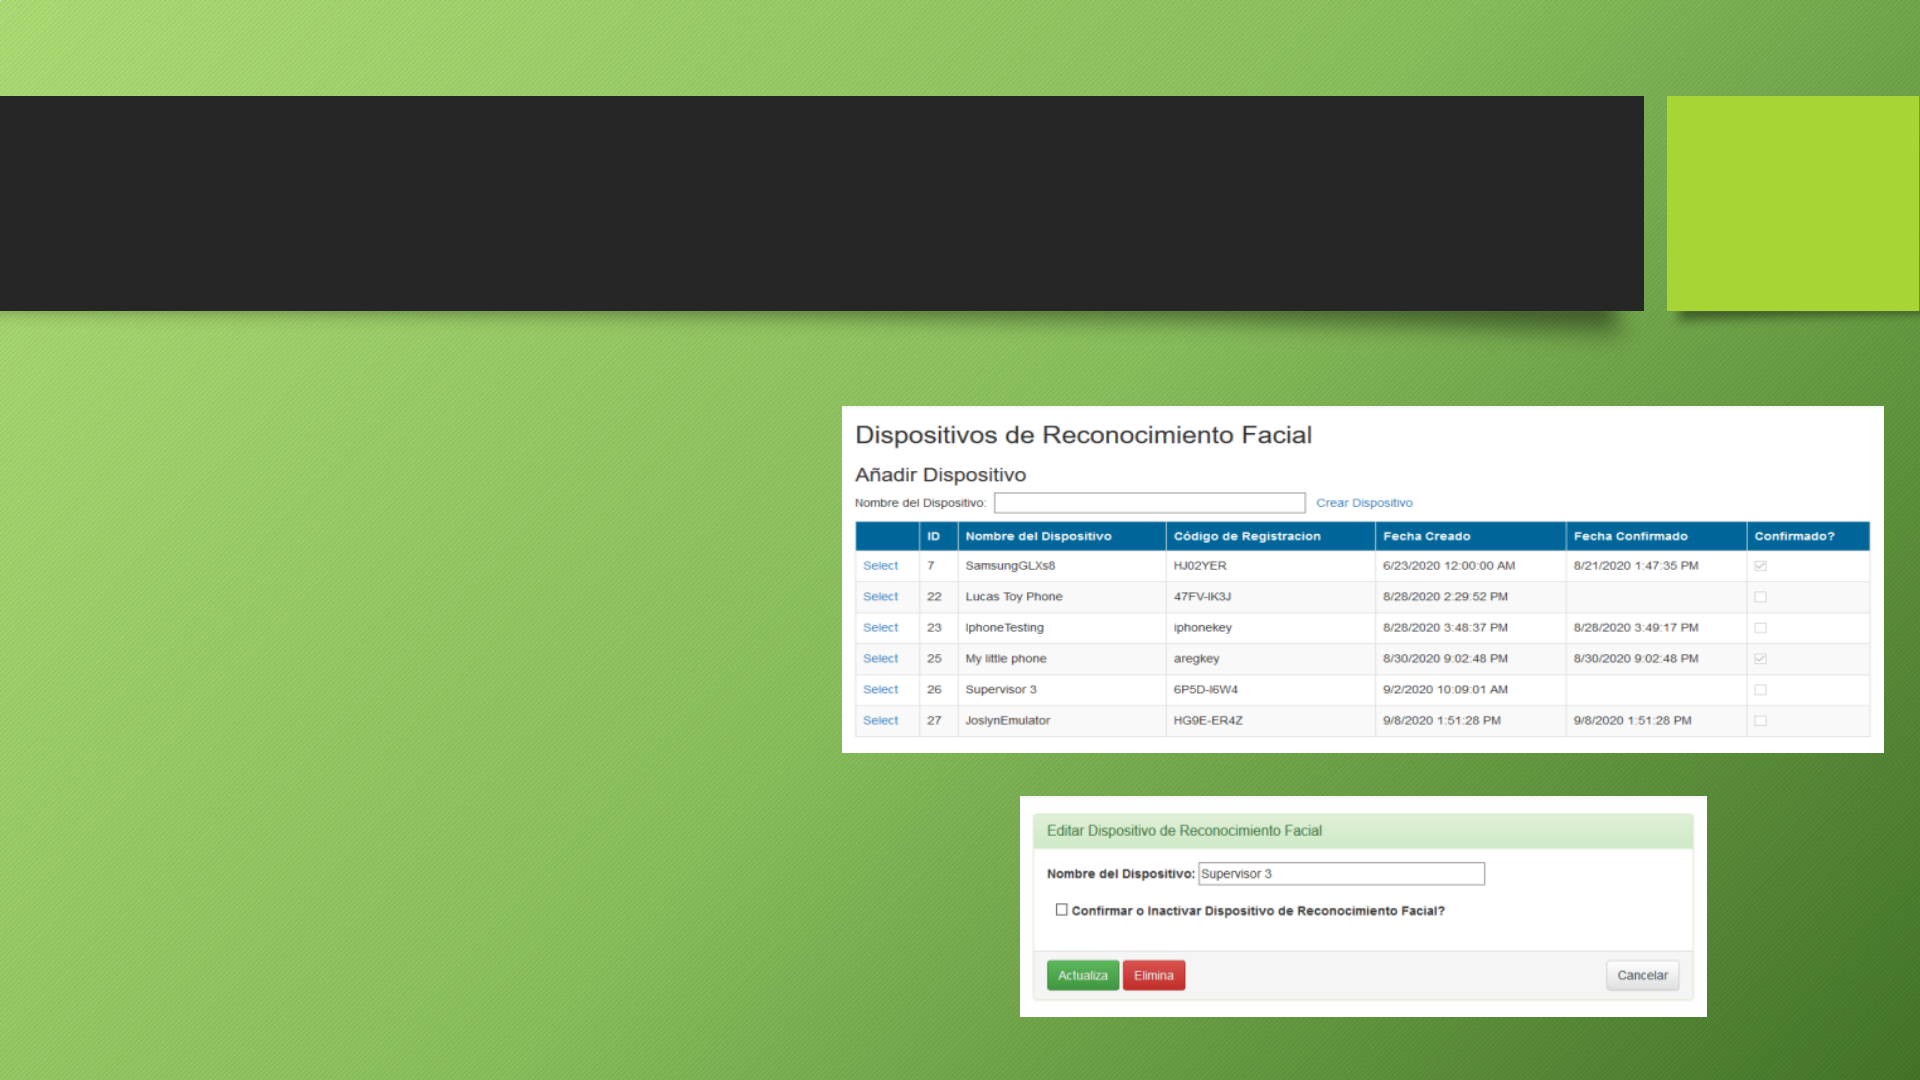 Dispositivos de Reconocimiento Facial
Añadir Dispositivo
Nombre del Dispositivo: Crear Dispositivo
ID Nombre del Dispositivo Código de Registracion Fecha Creado Fecha Confirmado Confirmado?
Select 7 SamsungGLXs8 HJ02YER 6/23/2020 12:00:00 AM 8/21/2020 1:47:35 PM
Select 22 Lucas Toy Phone 47FV-IK3J 8/28/2020 2:29:52 PM
Select 23 IphoneTesting iphonekey 8/28/2020 3:48:37 PM 8/28/2020 3:49:17 PM
Select 25 My little phone aregkey 8/30/2020 9:02:48 PM 8/30/2020 9:02:48 PM
Select 26 Supervisor 3 6P5D-I6W4 9/2/2020 10:09:01 AM
Select 27 JoslynEmulator HG9E-ER4Z 9/8/2020 1:51:28 PM 9/8/2020 1:51:28 PM
Editar Dispositivo de Reconocimiento Facial
Nombre del Dispositivo: Supervisor 3
Confirmar o Inactivar Dispositivo de Reconocimiento Facial?
Actualiza Elimina Cancelar